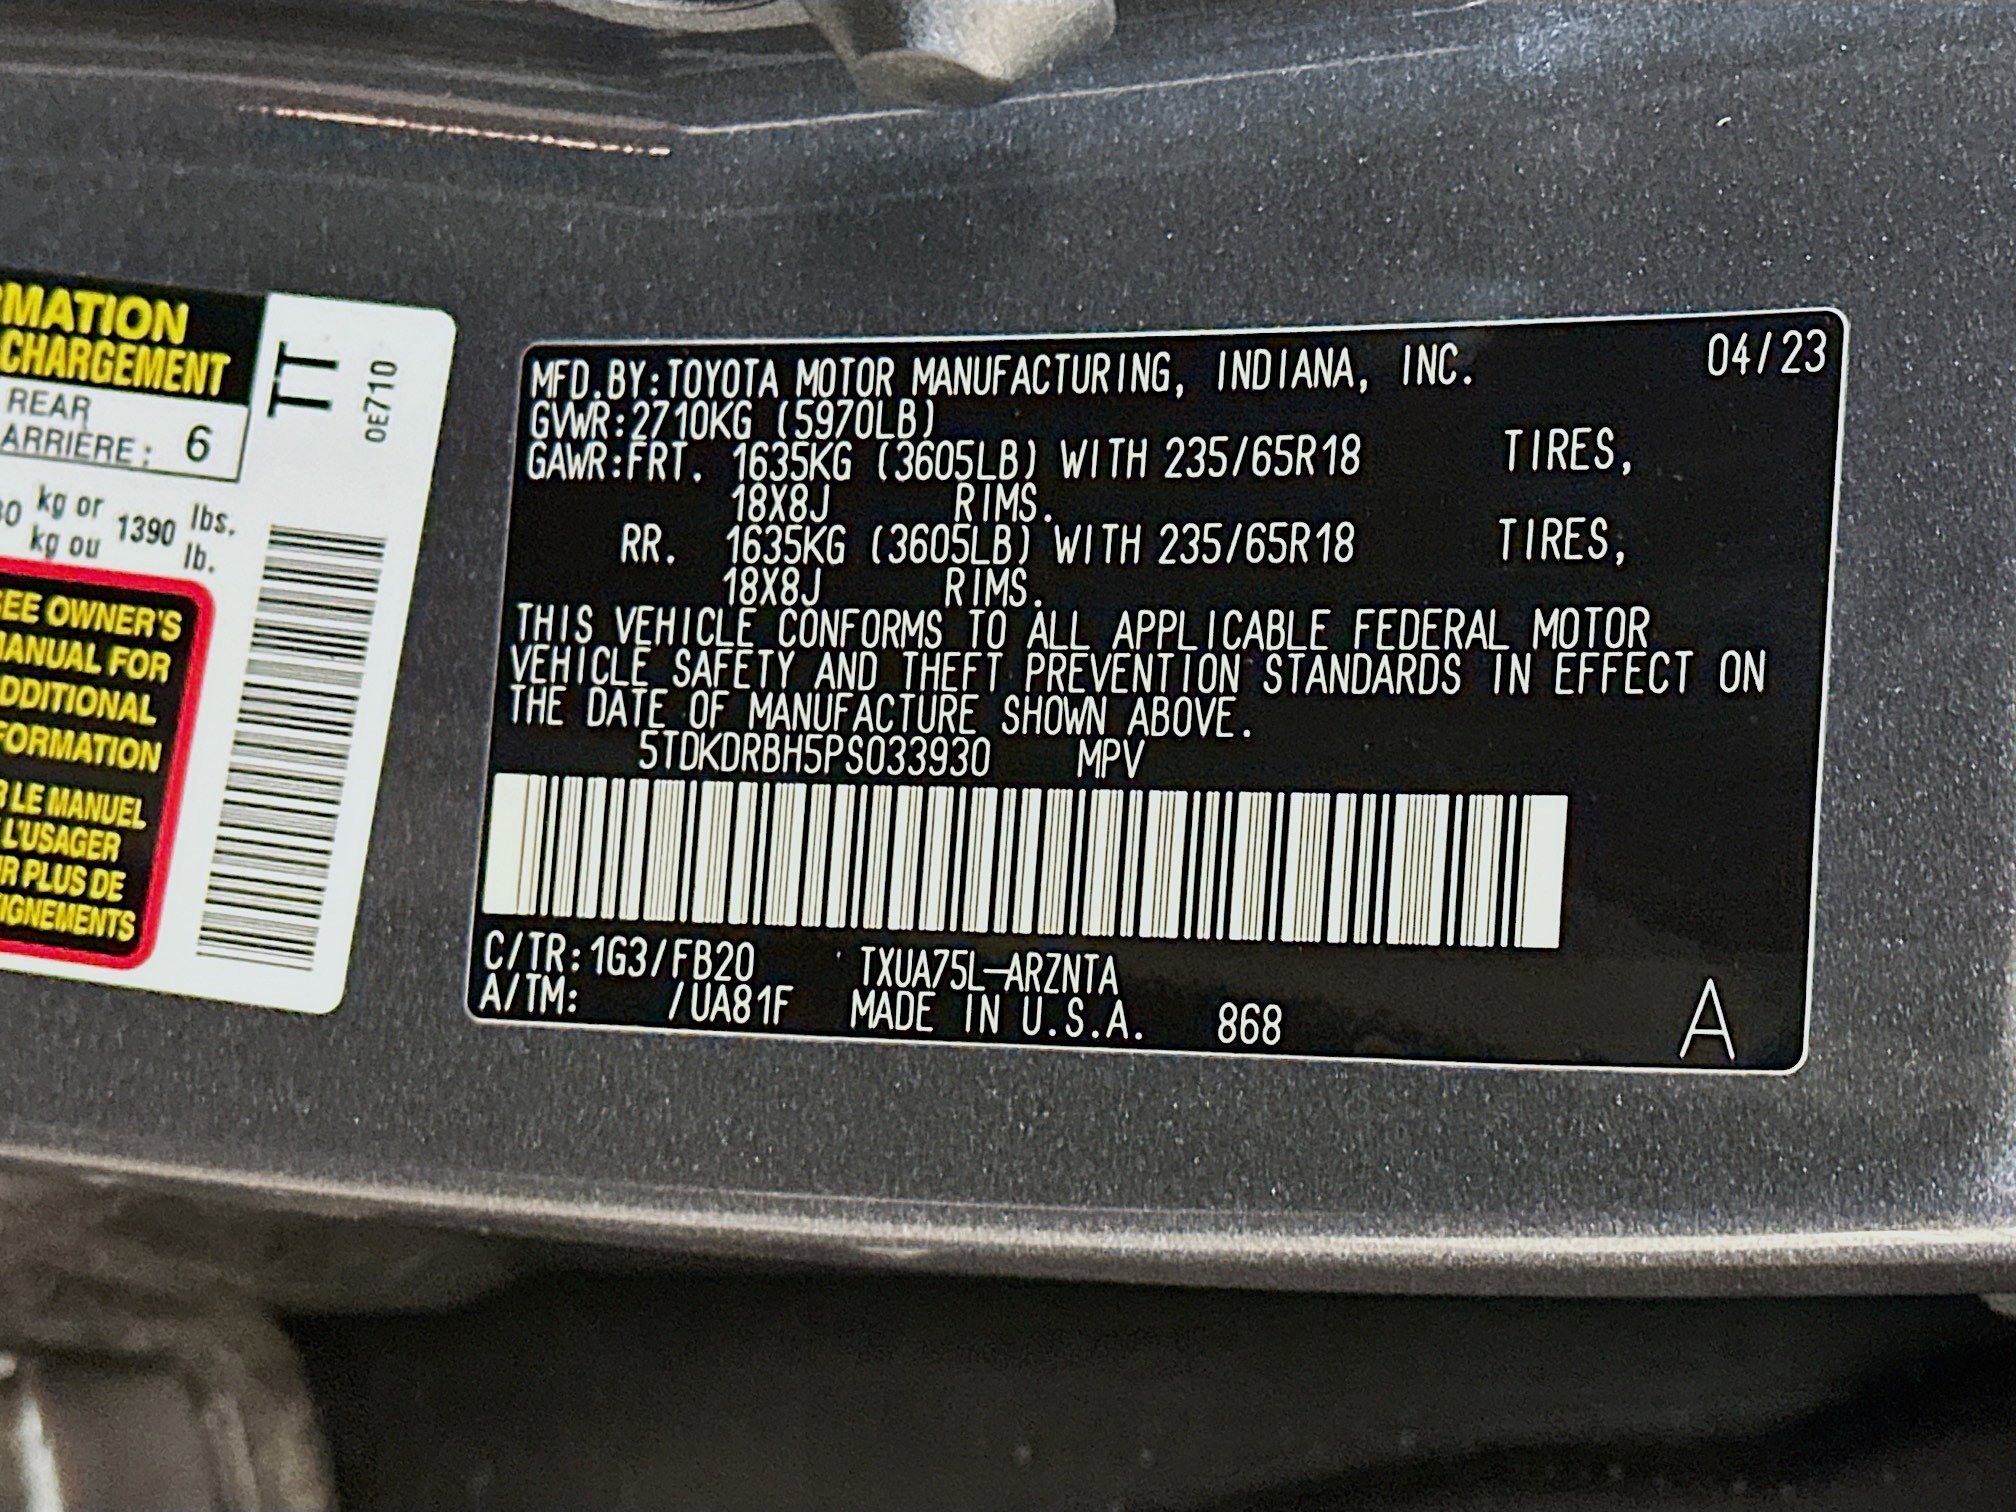 MATION
CHARGEMENT
REAR
ARRIÈRE: 6
kg or 1390 lbs.
kg ou lb.
SEE OWNER'S
MANUAL FOR
ADDITIONAL
FORMATION
LE MANUEL
L'USAGER
PLUS DE
IGNEMENTS
TT
0E710
MFD.BY:TOYOTA MOTOR MANUFACTURING, INDIANA, INC. 04/23
GVWR:2710KG (5970LB)
GAWR:FRT. 1635KG (3605LB) WITH 235/65R18 TIRES,
18X8J RIMS.
RR. 1635KG (3605LB) WITH 235/65R18 TIRES,
18X8J RIMS.
THIS VEHICLE CONFORMS TO ALL APPLICABLE FEDERAL MOTOR
VEHICLE SAFETY AND THEFT PREVENTION STANDARDS IN EFFECT ON
THE DATE OF MANUFACTURE SHOWN ABOVE.
5TDKDRBH5PS033930 MPV
C/TR:1G3/FB20 TXUA75L-ARZNTA
A/TM: /UA81F MADE IN U.S.A. 868 A